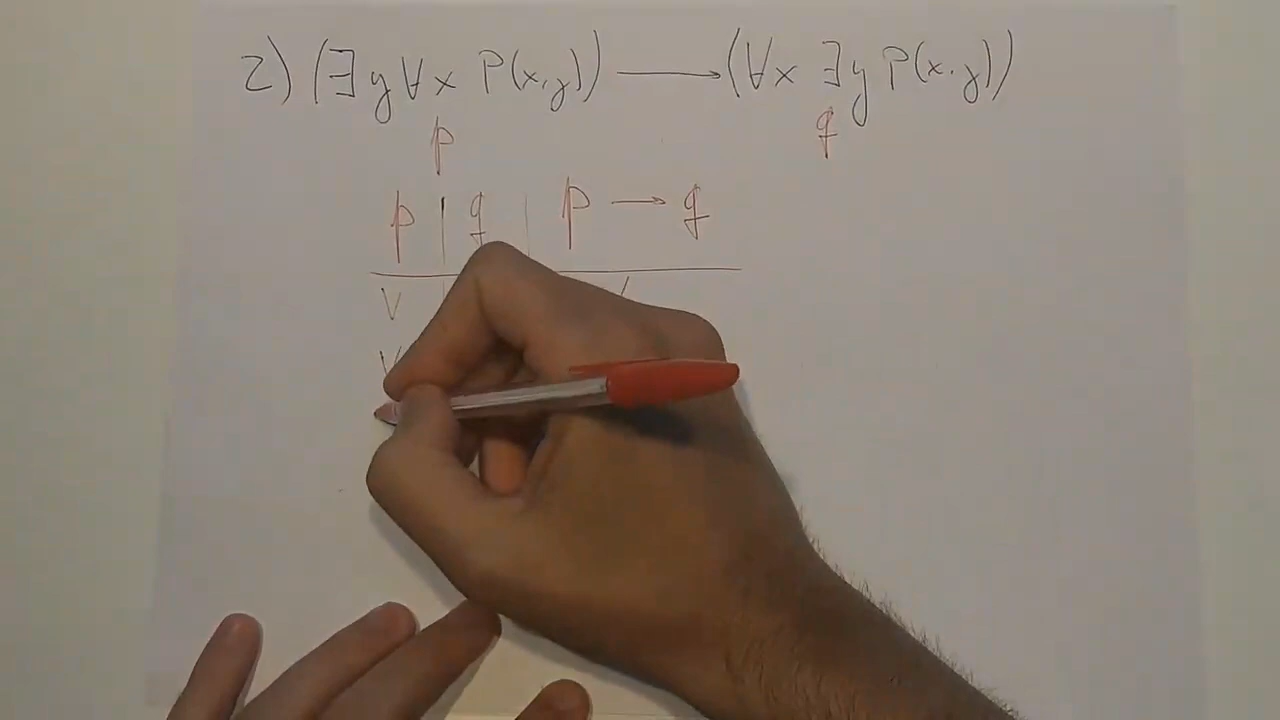 2) (∃y∀x P(x,y)) ⟶ (∀x ∃y P(x,y))
p q
p | q | p → q
V
V